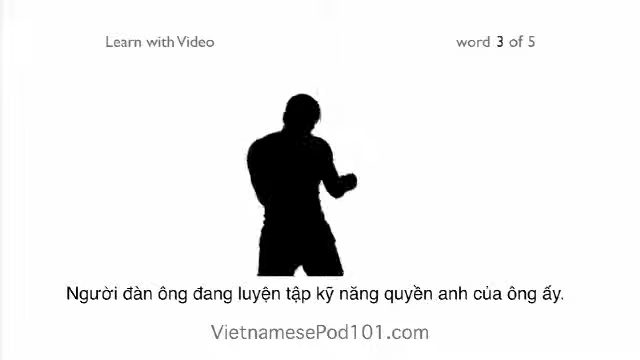 Learn with Video
word 3 of 5
Người đàn ông đang luyện tập kỹ năng quyền anh của ông ấy.
VietnamesePod101.com